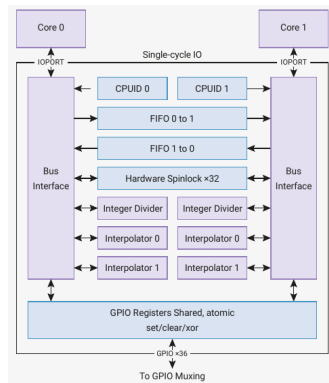 Core 0 Core 1
Single-cycle IO
IOPORT IOPORT
CPUID 0 CPUID 1
FIFO 0 to 1
FIFO 1 to 0
Bus
Interface
Bus
Interface
Hardware Spinlock ×32
Integer Divider Integer Divider
Interpolator 0 Interpolator 0
Interpolator 1 Interpolator 1
GPIO Registers Shared, atomic
set/clear/xor
GPIO ×36
To GPIO Muxing